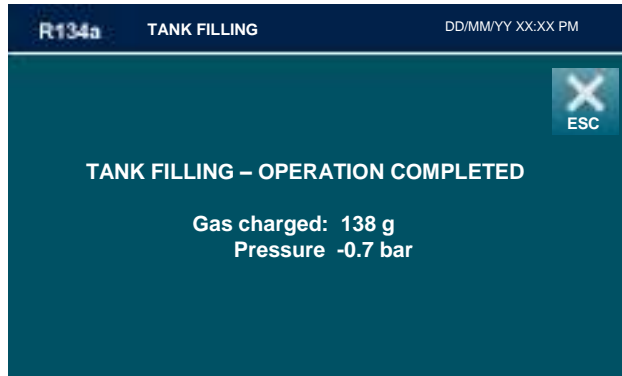 R134a TANK FILLING DD/MM/YY XX:XX PM
ESC
TANK FILLING – OPERATION COMPLETED
Gas charged: 138 g
Pressure -0.7 bar